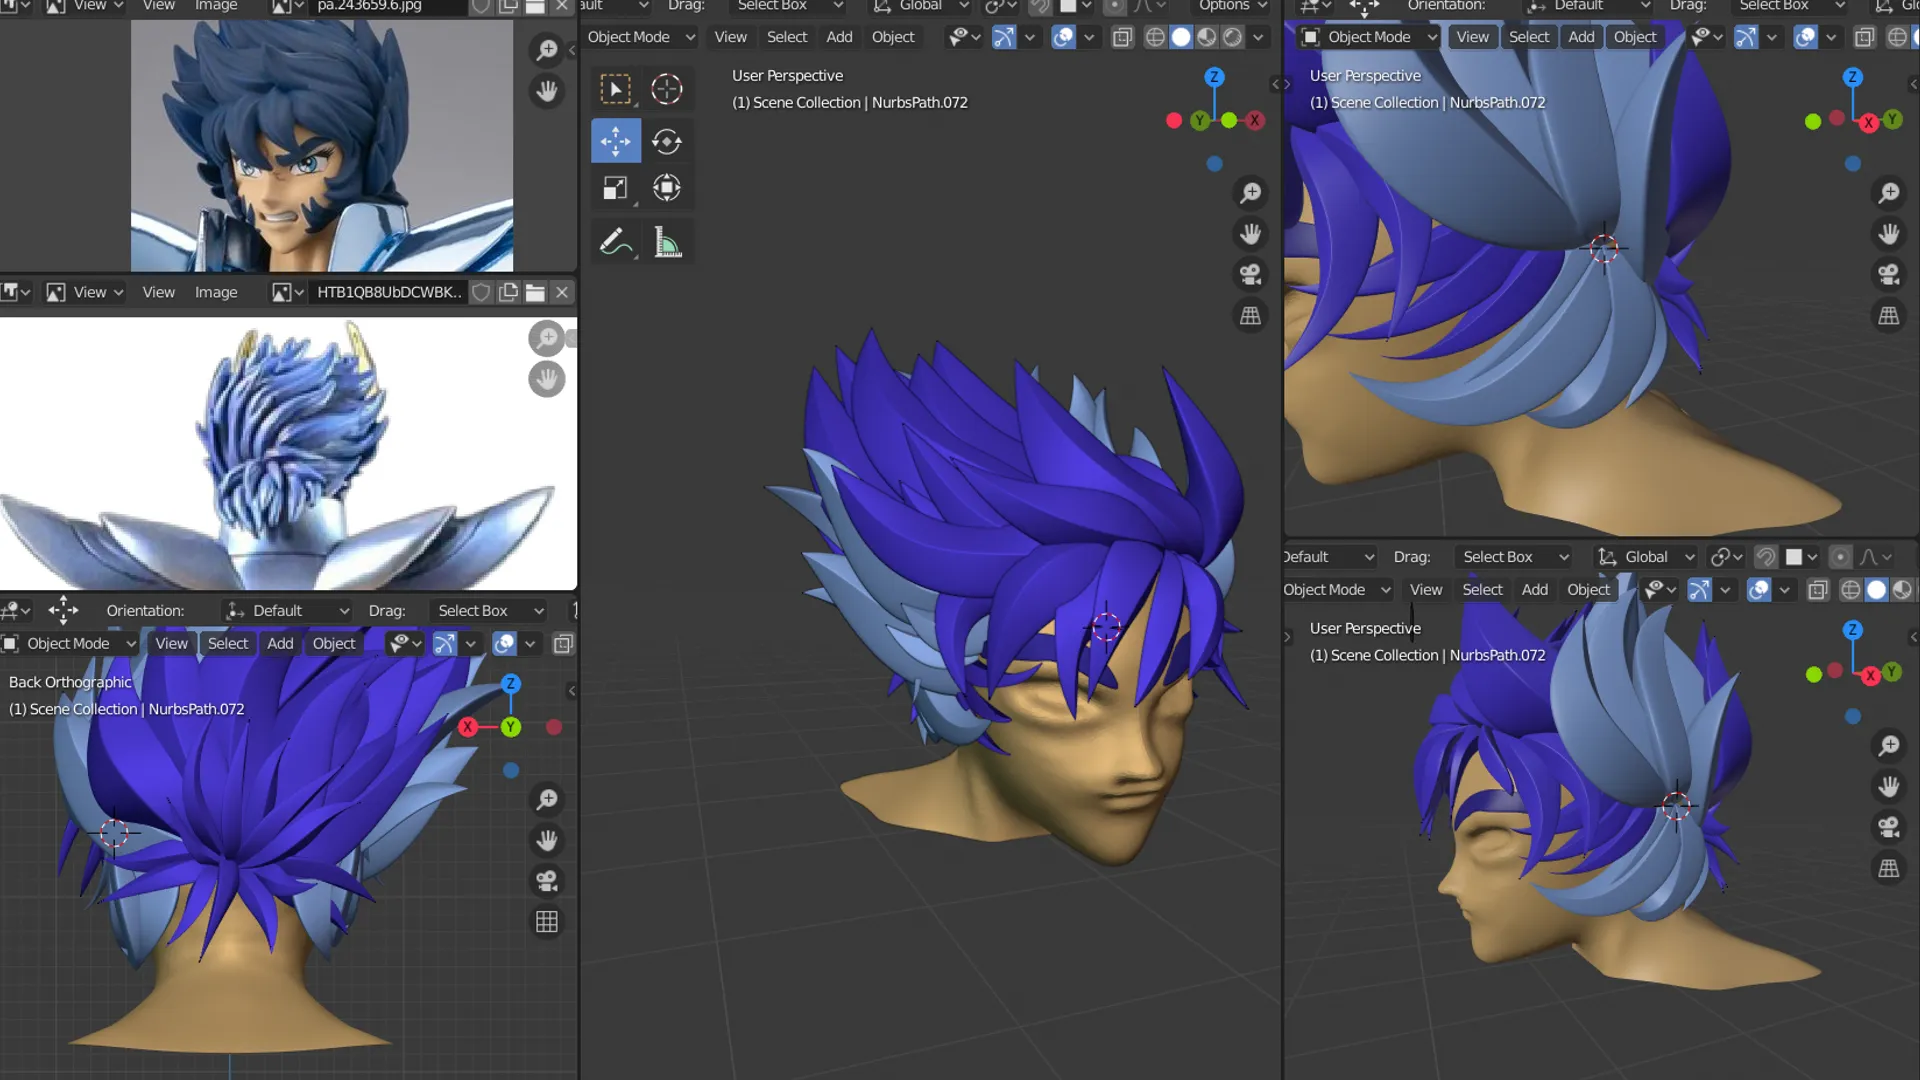 View
View
Image
pa.243659.6.jpg
View
View
Image
HTB1QB8UbDCWBK..
Orientation:
Default
Drag:
Select Box
Object Mode
View
Select
Add
Object
Back Orthographic
(1) Scene Collection | NurbsPath.072
Z
X
Y
ault
Drag:
Select Box
Global
Options
Object Mode
View
Select
Add
Object
User Perspective
(1) Scene Collection | NurbsPath.072
Z
Y
X
Orientation:
Default
Drag:
Select Box
Glo
Object Mode
View
Select
Add
Object
User Perspective
(1) Scene Collection | NurbsPath.072
Z
X
Y
Default
Drag:
Select Box
Global
Object Mode
View
Select
Add
Object
User Perspective
(1) Scene Collection | NurbsPath.072
Z
X
Y